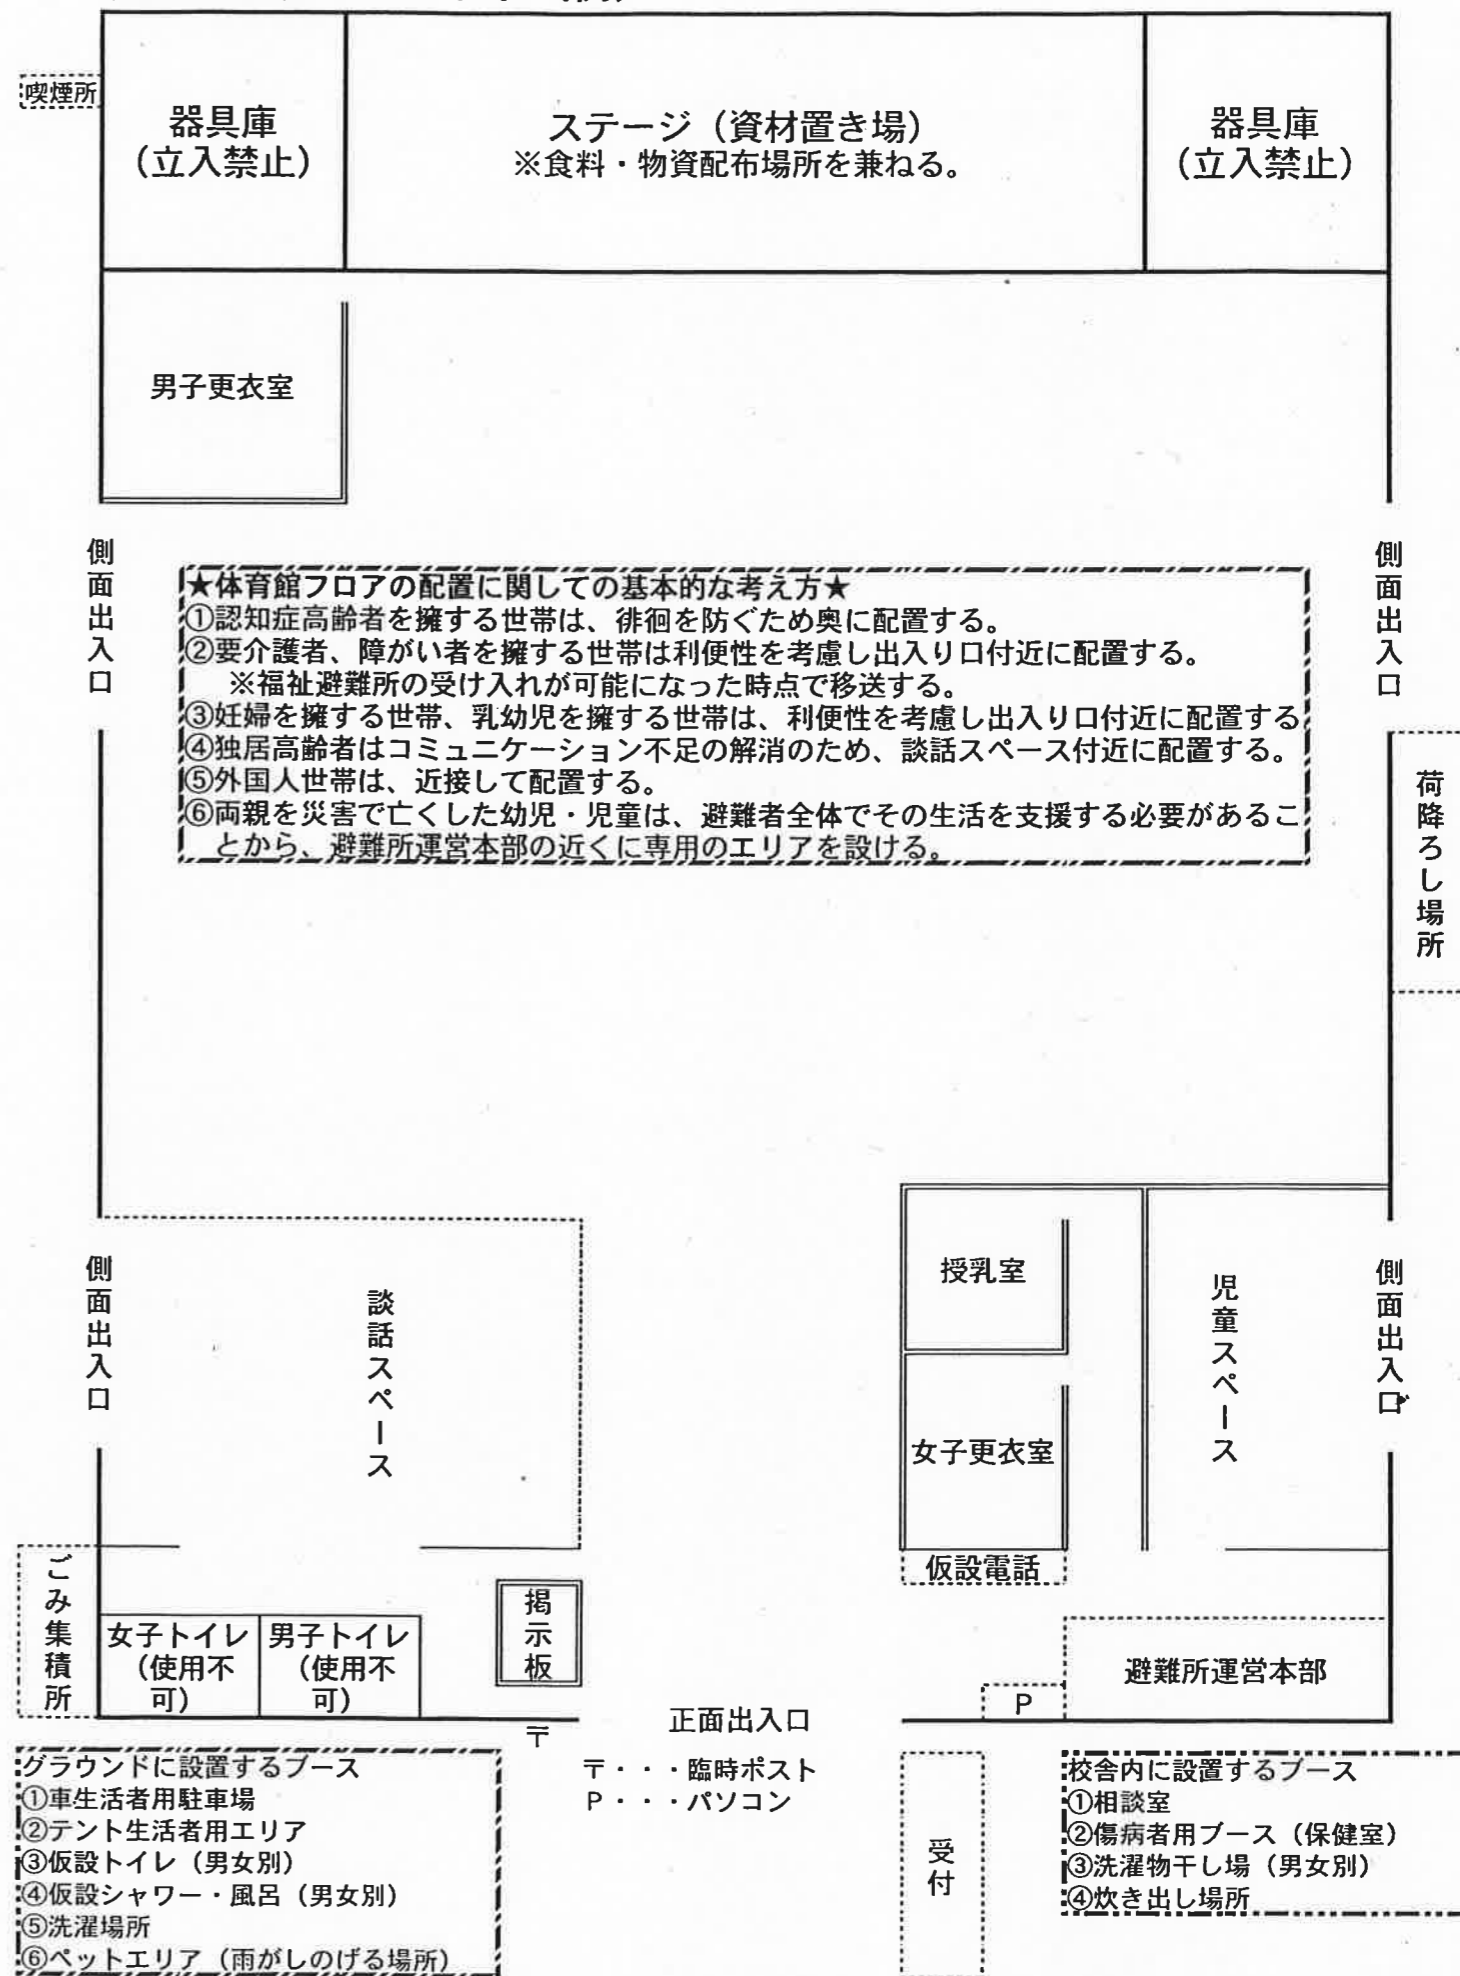 喫煙所
器具庫
（立入禁止）
ステージ（資材置き場）
※食料・物資配布場所を兼ねる。
器具庫
（立入禁止）
男子更衣室
側面出入口
側面出入口
★体育館フロアの配置に関しての基本的な考え方★
①認知症高齢者を擁する世帯は、徘徊を防ぐため奥に配置する。
②要介護者、障がい者を擁する世帯は利便性を考慮し出入り口付近に配置する。
※福祉避難所の受け入れが可能になった時点で移送する。
③妊婦を擁する世帯、乳幼児を擁する世帯は、利便性を考慮し出入り口付近に配置する
④独居高齢者はコミュニケーション不足の解消のため、談話スペース付近に配置する。
⑤外国人世帯は、近接して配置する。
⑥両親を災害で亡くした幼児・児童は、避難者全体でその生活を支援する必要があるこ
とから、避難所運営本部の近くに専用のエリアを設ける。
荷降ろし場所
側面出入口
談話スペース
授乳室
児童スペース
側面出入口
女子更衣室
仮設電話
ごみ集積所
女子トイレ
（使用不
可）
男子トイレ
（使用不
可）
掲示板
避難所運営本部
P
〒
正面出入口
〒・・・臨時ポスト
P・・・パソコン
受付
グラウンドに設置するブース
①車生活者用駐車場
②テント生活者用エリア
③仮設トイレ（男女別）
④仮設シャワー・風呂（男女別）
⑤洗濯場所
⑥ペットエリア（雨がしのげる場所）
校舎内に設置するブース
①相談室
②傷病者用ブース（保健室）
③洗濯物干し場（男女別）
④炊き出し場所